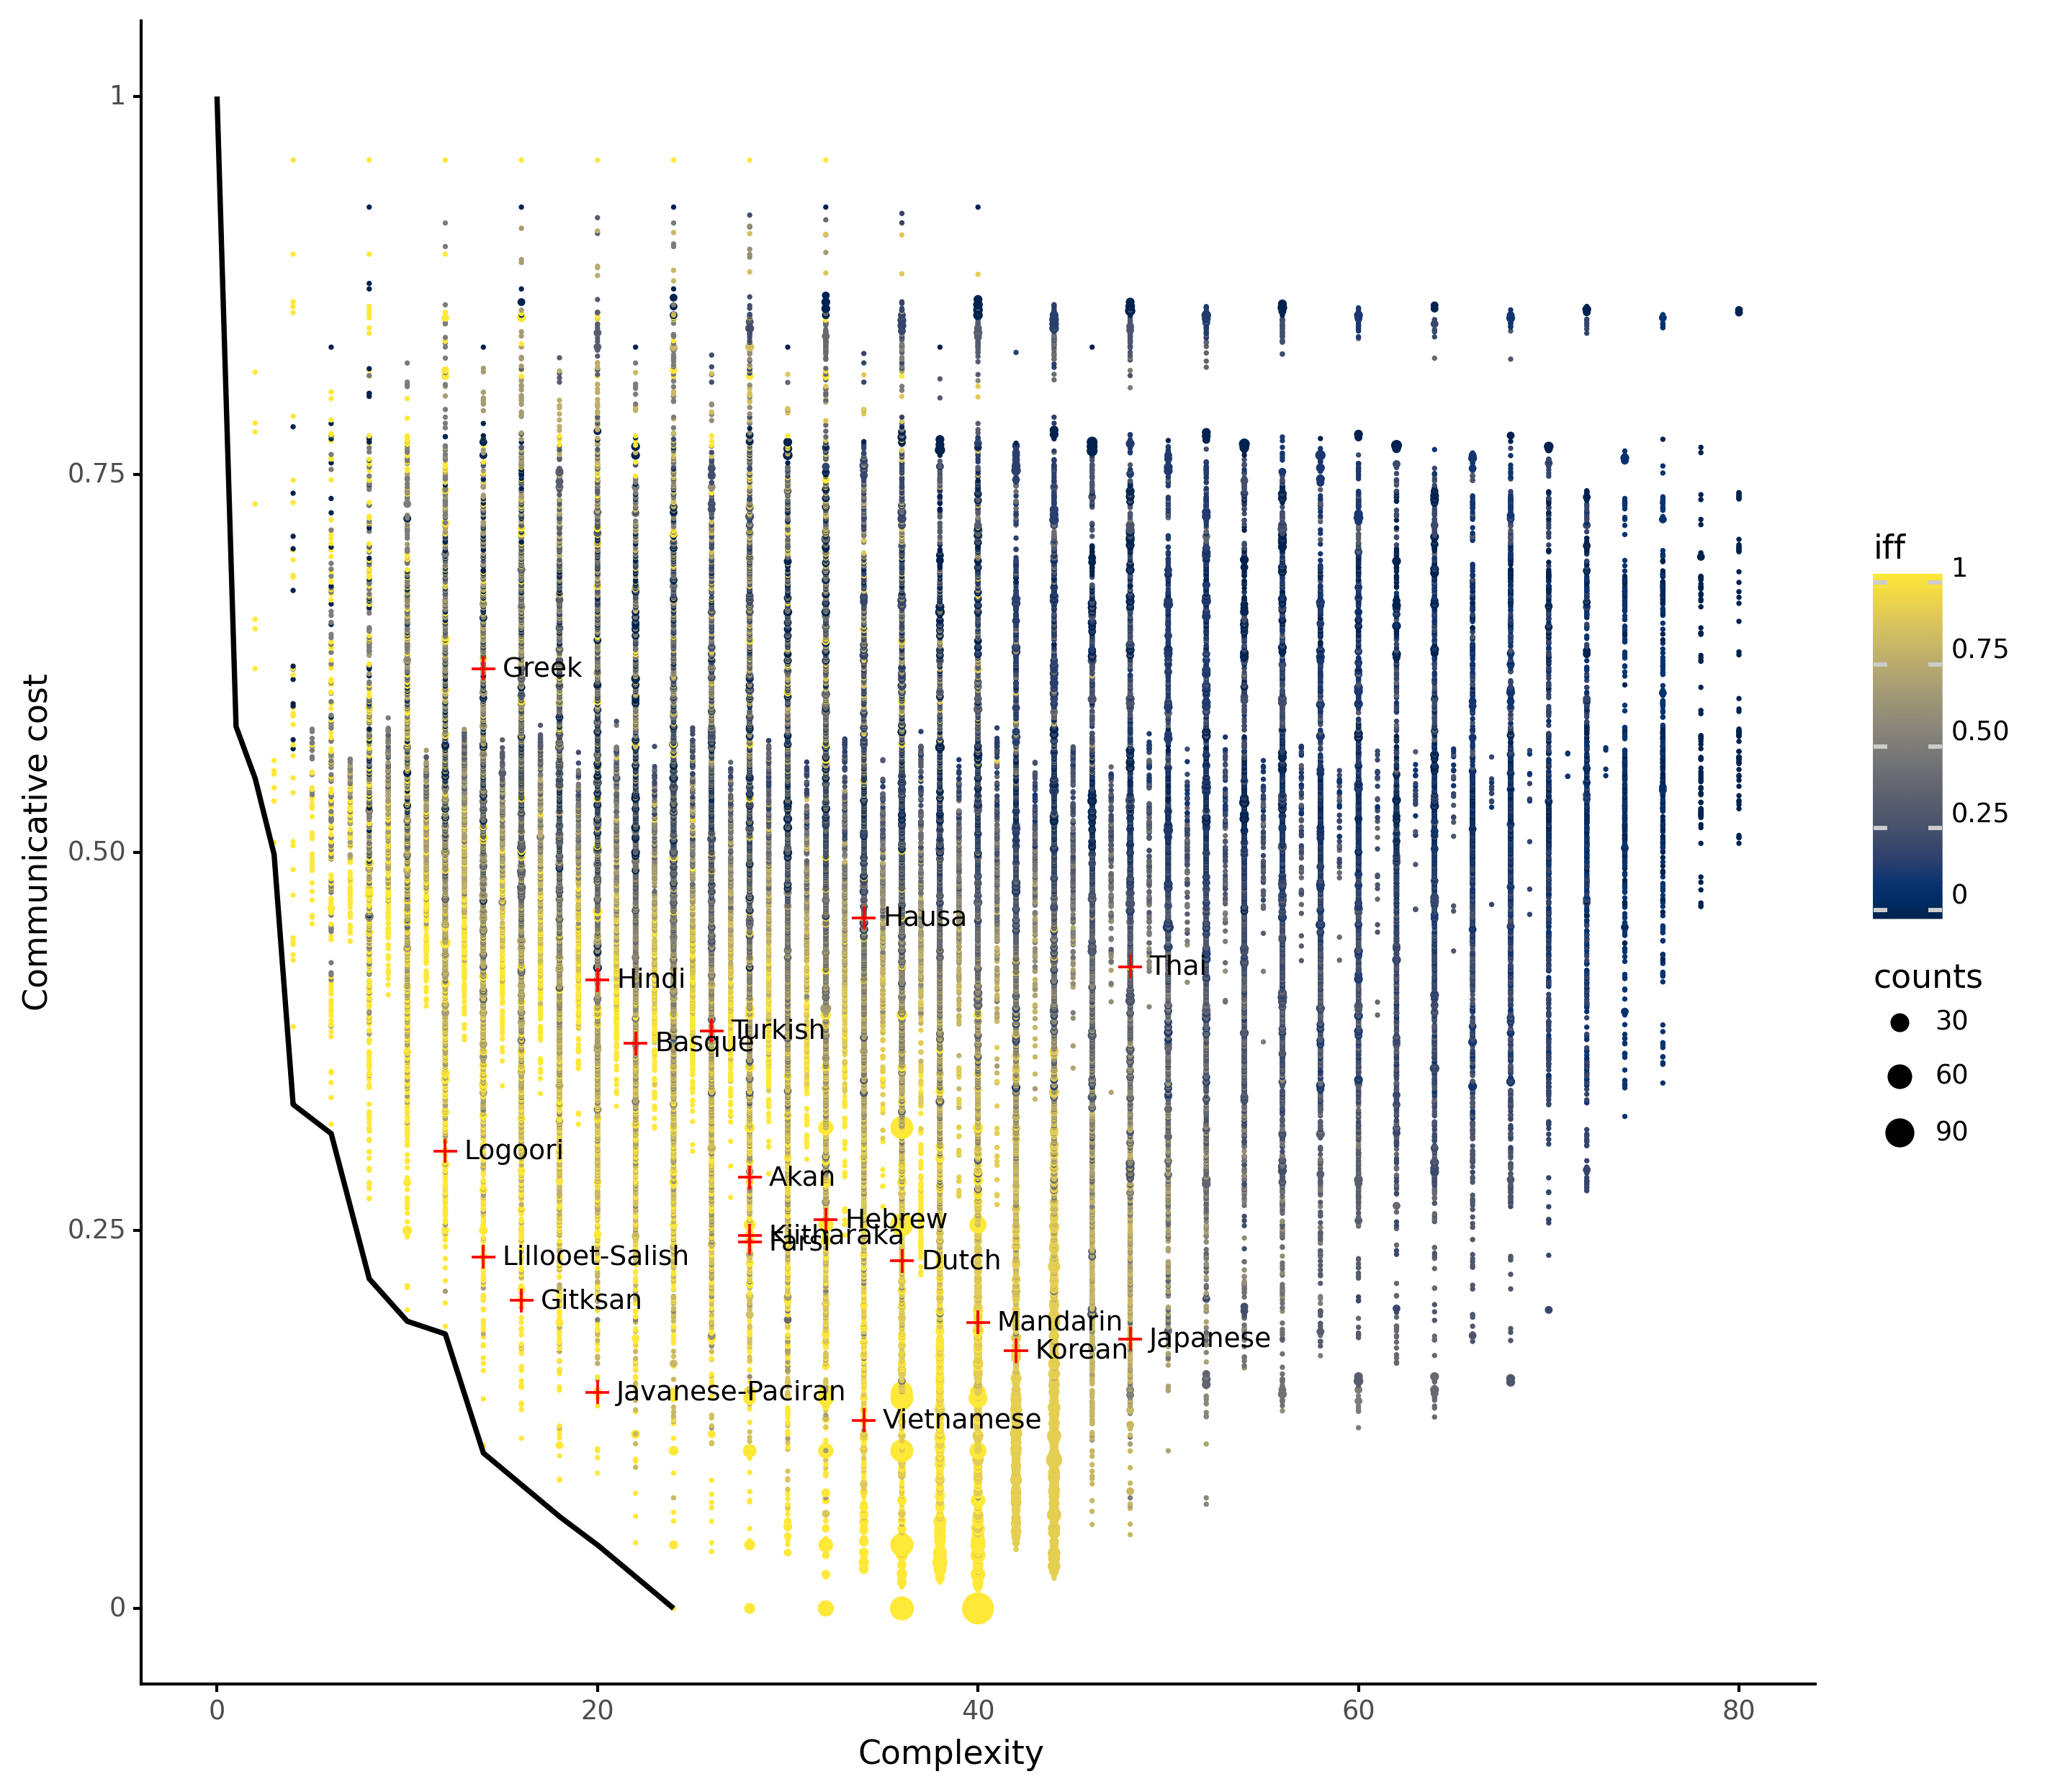 Communicative cost
1
0.75
0.50
0.25
0
Greek
Hausa
Thai
Hindi
Turkish
Basque
Logoori
Akan
Hebrew
Kiitharaka
Farsi
Lillooet-Salish
Dutch
Gitksan
Mandarin
Japanese
Korean
Javanese-Paciran
Vietnamese
0 20 40 60 80
Complexity
iff
1
0.75
0.50
0.25
0
counts
30
60
90